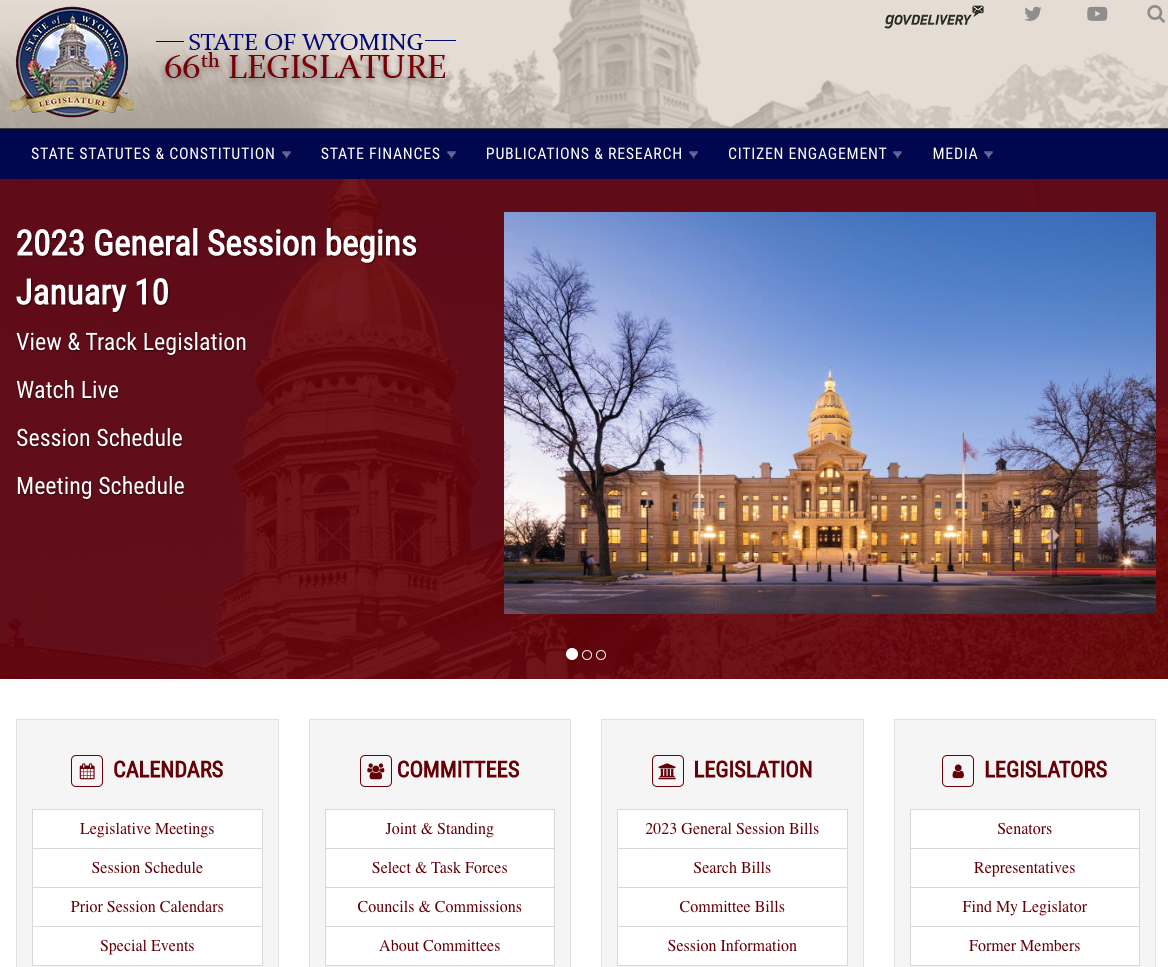 STATE of WYOMING
LEGISLATURE
STATE OF WYOMING
66th LEGISLATURE
GOVDELIVERY
STATE STATUTES & CONSTITUTION
STATE FINANCES
PUBLICATIONS & RESEARCH
CITIZEN ENGAGEMENT
MEDIA
2023 General Session begins
January 10
View & Track Legislation
Watch Live
Session Schedule
Meeting Schedule
CALENDARS
Legislative Meetings
Session Schedule
Prior Session Calendars
Special Events
COMMITTEES
Joint & Standing
Select & Task Forces
Councils & Commissions
About Committees
LEGISLATION
2023 General Session Bills
Search Bills
Committee Bills
Session Information
LEGISLATORS
Senators
Representatives
Find My Legislator
Former Members